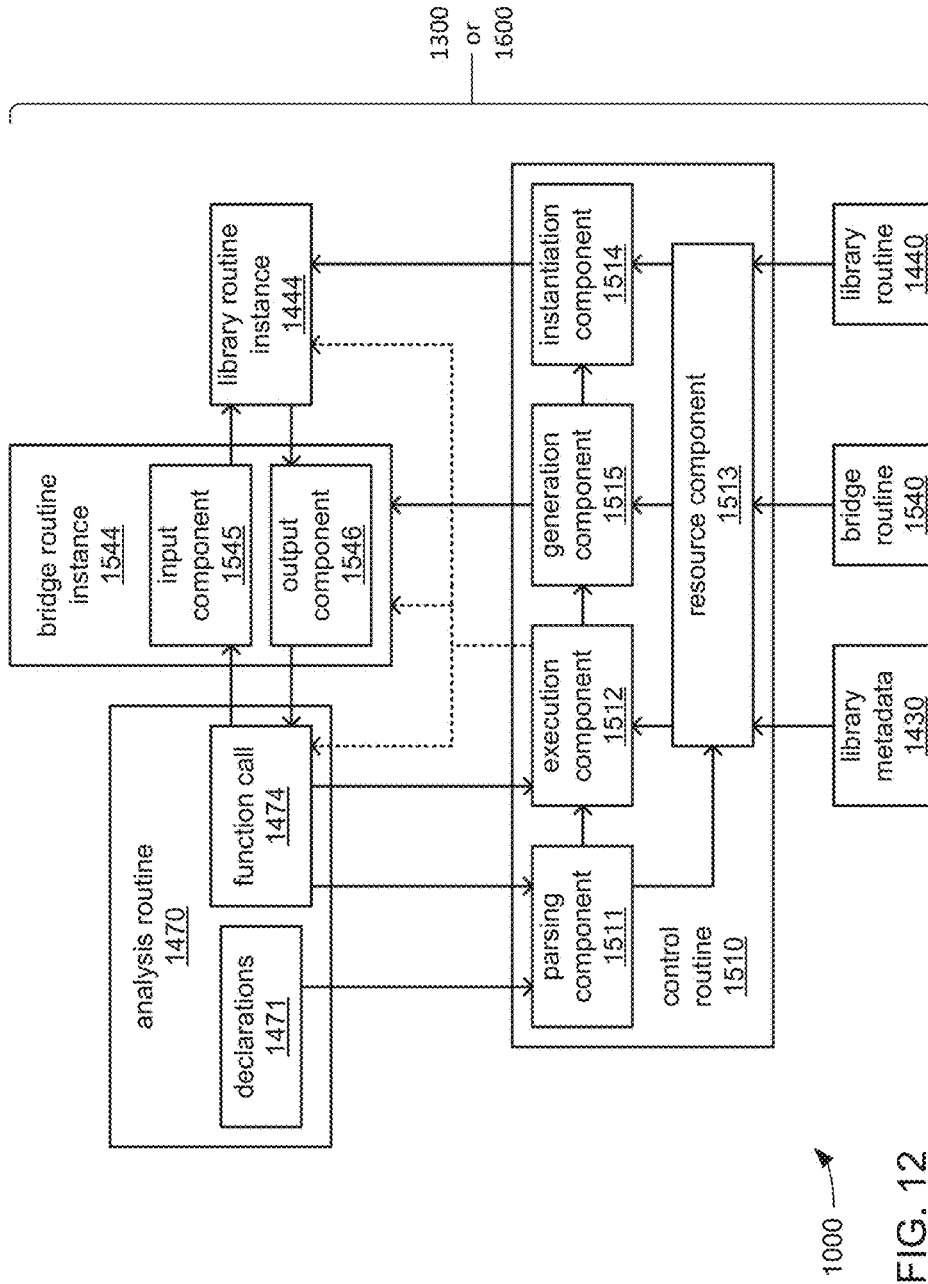 1300
or
1600
bridge routine
instance
1544
input
component
1545
output
component
1546
library routine
instance
1444
analysis routine
1470
declarations
1471
function call
1474
parsing
component
1511
execution
component
1512
generation
component
1515
instantiation
component
1514
resource component
1513
control
routine
1510
library
metadata
1430
bridge
routine
1540
library
routine
1440
1000
FIG. 12